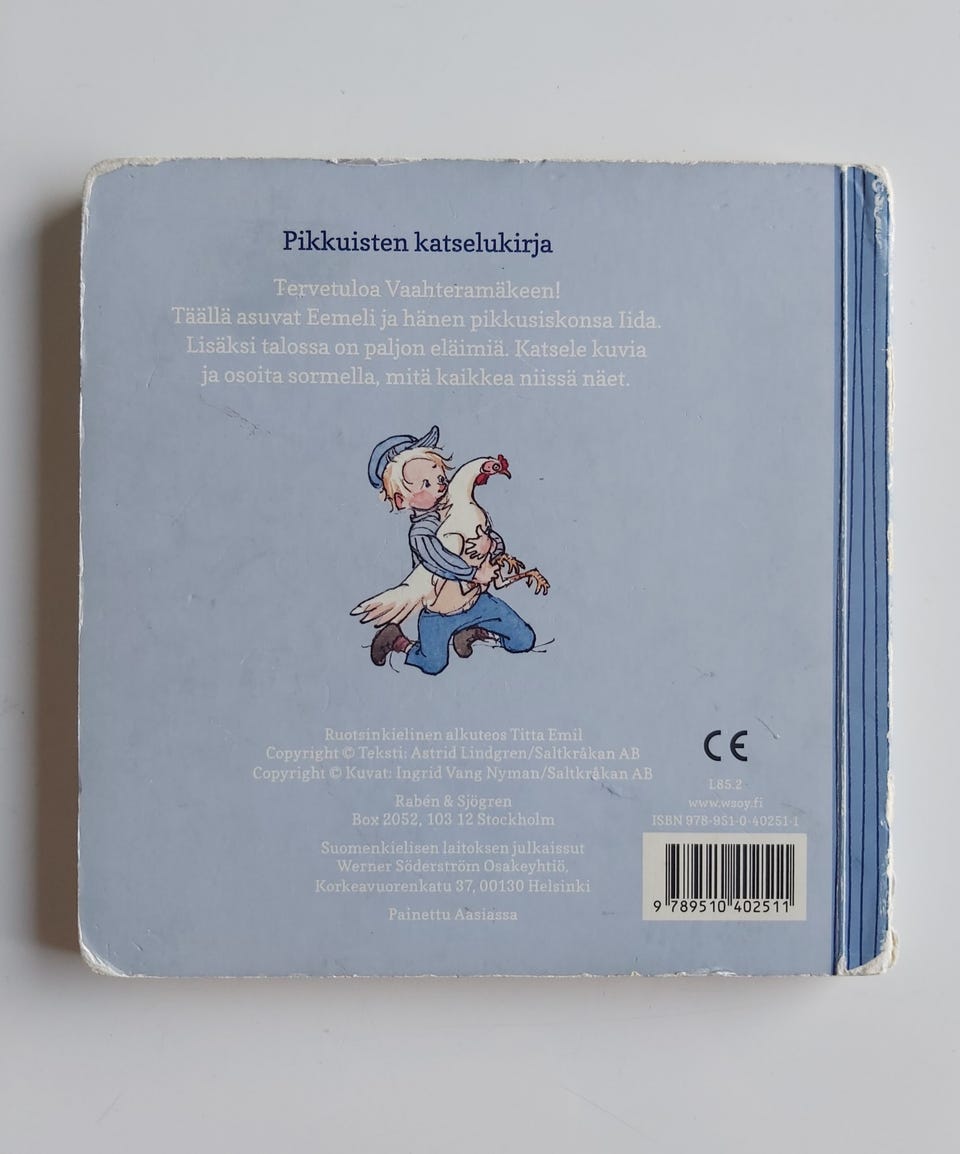 Pikkuisten katselukirja
Tervetuloa Vaahteramäkeen!
Täällä asuvat Eemeli ja hänen pikkusiskonsa Iida.
Lisäksi talossa on paljon eläimiä. Katsele kuvia
ja osoita sormella, mitä kaikkea niissä näet.
Ruotsinkielinen alkuteos Titta Emil
Copyright © Teksti: Astrid Lindgren/Saltkråkan AB
Copyright © Kuvat: Ingrid Vang Nyman/Saltkråkan AB
Rabén & Sjögren
Box 2052, 103 12 Stockholm
Suomenkielisen laitoksen julkaissut
Werner Söderström Osakeyhtiö,
Korkeavuorenkatu 37, 00130 Helsinki
Painettu Aasiassa
CE
L85.2
www.wsoy.fi
ISBN 978-951-0-40251-1
9 789510 402511